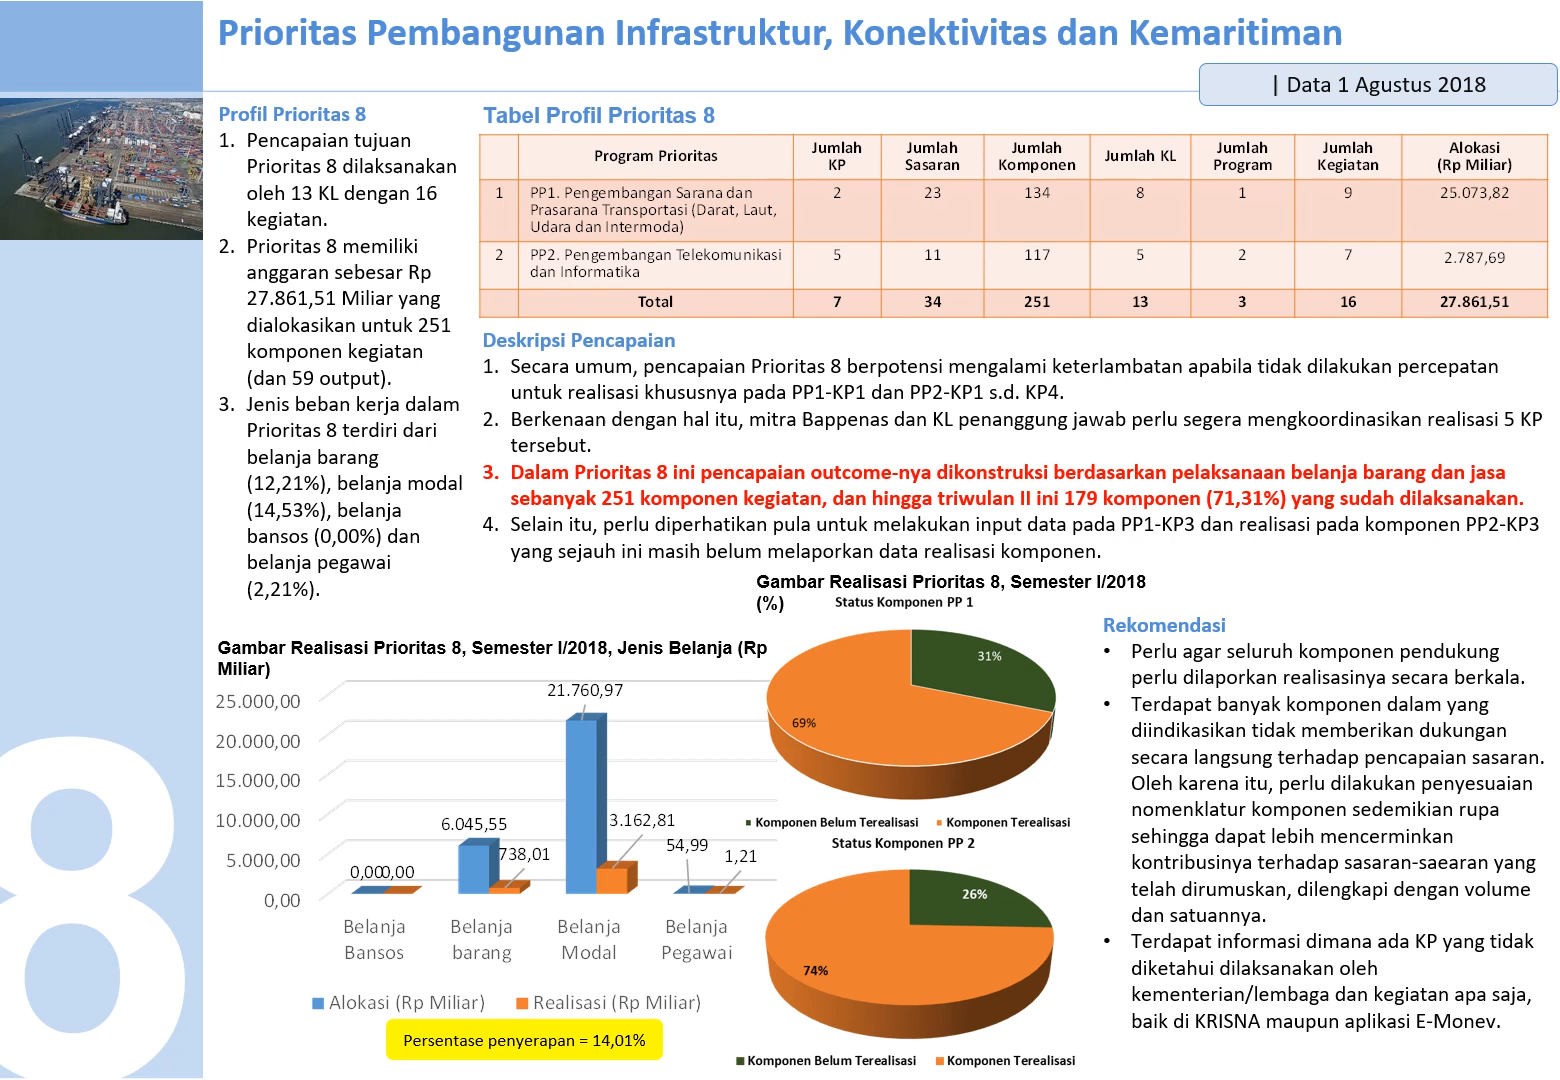 Prioritas Pembangunan Infrastruktur, Konektivitas dan Kemaritiman
| Data 1 Agustus 2018
Profil Prioritas 8
1. Pencapaian tujuan
Prioritas 8 dilaksanakan
oleh 13 KL dengan 16
kegiatan.
2. Prioritas 8 memiliki
anggaran sebesar Rp
27.861,51 Miliar yang
dialokasikan untuk 251
komponen kegiatan
(dan 59 output).
3. Jenis beban kerja dalam
Prioritas 8 terdiri dari
belanja barang
(12,21%), belanja modal
(14,53%), belanja
bansos (0,00%) dan
belanja pegawai
(2,21%).
Tabel Profil Prioritas 8
Program Prioritas Jumlah KP Jumlah Sasaran Jumlah Komponen Jumlah KL Jumlah Program Jumlah Kegiatan Alokasi (Rp Miliar)
1 PP1. Pengembangan Sarana dan 2 23 134 8 1 9 25.073,82
Prasarana Transportasi (Darat, Laut,
Udara dan Intermoda)
2 PP2. Pengembangan Telekomunikasi 5 11 117 5 2 7 2.787,69
dan Informatika
Total 7 34 251 13 3 16 27.861,51
Deskripsi Pencapaian
1. Secara umum, pencapaian Prioritas 8 berpotensi mengalami keterlambatan apabila tidak dilakukan percepatan
untuk realisasi khususnya pada PP1-KP1 dan PP2-KP1 s.d. KP4.
2. Berkenaan dengan hal itu, mitra Bappenas dan KL penanggung jawab perlu segera mengkoordinasikan realisasi 5 KP
tersebut.
3. Dalam Prioritas 8 ini pencapaian outcome-nya dikonstruksi berdasarkan pelaksanaan belanja barang dan jasa
sebanyak 251 komponen kegiatan, dan hingga triwulan II ini 179 komponen (71,31%) yang sudah dilaksanakan.
4. Selain itu, perlu diperhatikan pula untuk melakukan input data pada PP1-KP3 dan realisasi pada komponen PP2-KP3
yang sejauh ini masih belum melaporkan data realisasi komponen.
Gambar Realisasi Prioritas 8, Semester I/2018, Jenis Belanja (Rp
Miliar)
25.000,00
20.000,00
15.000,00
10.000,00
5.000,00
0,00
0,00 0,00
6.045,55
738,01
21.760,97
3.162,81
54,99
1,21
Belanja Bansos
Belanja barang
Belanja Modal
Belanja Pegawai
Alokasi (Rp Miliar) Realisasi (Rp Miliar)
Persentase penyerapan = 14,01%
Gambar Realisasi Prioritas 8, Semester I/2018
(%)
Status Komponen PP 1
31%
69%
Komponen Belum Terealisasi Komponen Terealisasi
Status Komponen PP 2
26%
74%
Komponen Belum Terealisasi Komponen Terealisasi
Rekomendasi
• Perlu agar seluruh komponen pendukung
perlu dilaporkan realisasinya secara berkala.
• Terdapat banyak komponen dalam yang
diindikasikan tidak memberikan dukungan
secara langsung terhadap pencapaian sasaran.
Oleh karena itu, perlu dilakukan penyesuaian
nomenklatur komponen sedemikian rupa
sehingga dapat lebih mencerminkan
kontribusinya terhadap sasaran-saearan yang
telah dirumuskan, dilengkapi dengan volume
dan satuannya.
• Terdapat informasi dimana ada KP yang tidak
diketahui dilaksanakan oleh
kementerian/lembaga dan kegiatan apa saja,
baik di KRISNA maupun aplikasi E-Monev.
8